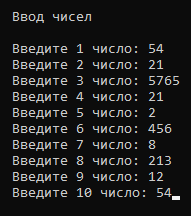 Ввод чисел
Введите 1 число: 54
Введите 2 число: 21
Введите 3 число: 5765
Введите 4 число: 21
Введите 5 число: 2
Введите 6 число: 456
Введите 7 число: 8
Введите 8 число: 213
Введите 9 число: 12
Введите 10 число: 54